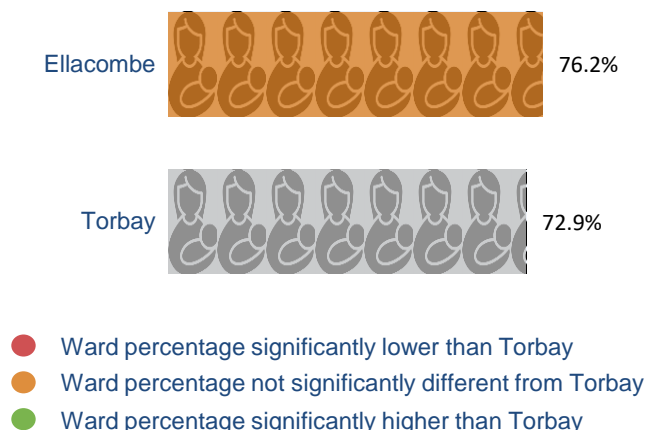 Ellacombe 76.2%
Torbay 72.9%
Ward percentage significantly lower than Torbay
Ward percentage not significantly different from Torbay
Ward percentage significantly higher than Torbay